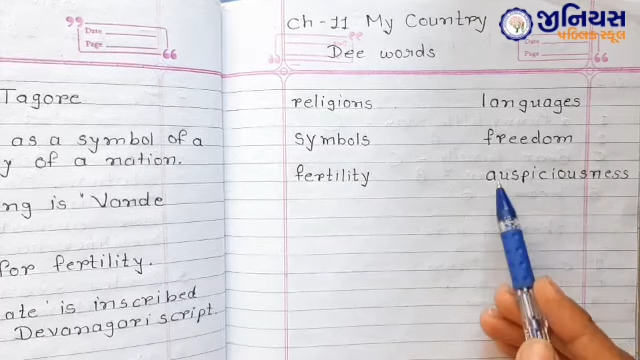 Date
Page
Tagore
as a symbol of a
y of a nation.
ng is "Vande
for fertility.
ate' is inscribed
Devanagari script.
Ch - 11 My Country
Dee words
religions languages
symbols freedom
fertility auspiciousness
જીનિયસ
પબ્લિક સ્કૂલ
Date
Page